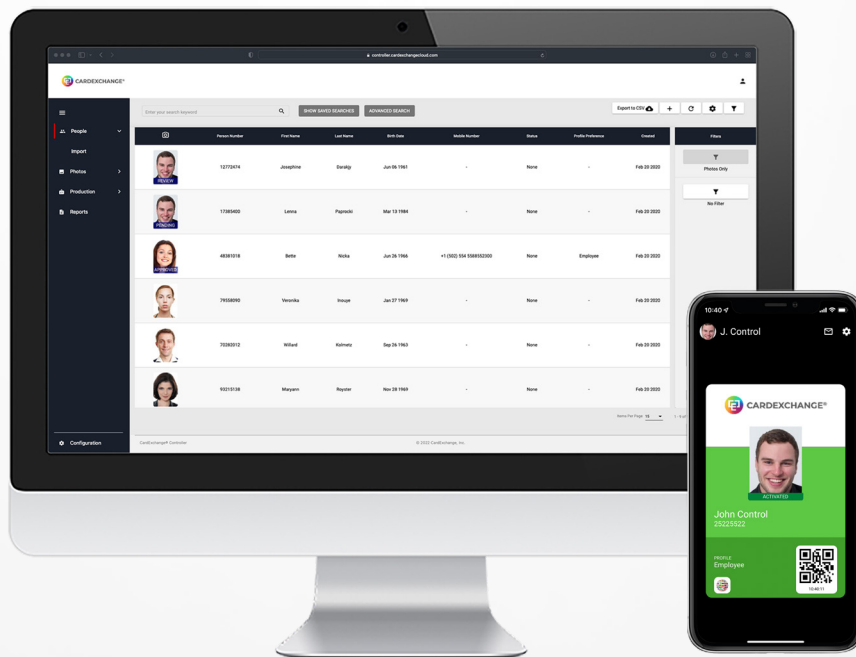 controller.cardexchangecloud.com
CARDEXCHANGE®
Enter your search keyword
SHOW SAVED SEARCHES
ADVANCED SEARCH
Export to CSV
People
Import
Photos
Production
Reports
Configuration
Person Number First Name Last Name Birth Date Mobile Number Status Profile Preference Created
REVIEW
12772474 Josephine Darakjy Jun 06 1961 - None - Feb 20 2020
PENDING
17385400 Lenna Paprocki Mar 13 1984 - None - Feb 20 2020
APPROVED
48381018 Bette Nicka Jun 26 1966 +1 (502) 554 5588552300 None Employee Feb 20 2020
79558090 Veronika Inouye Jan 27 1969 - None - Feb 20 2020
70282012 Willard Kolmetz Sep 26 1963 - None - Feb 20 2020
93215138 Maryann Royster Nov 28 1969 - None - Feb 20 2020
Filters
Photos Only
No Filter
Items Per Page 15
CardExchange® Controller
© 2022 CardExchange, Inc.
10:40
J. Control
CARDEXCHANGE®
ACTIVATED
John Control
25225522
PROFILE
Employee
10:40:11